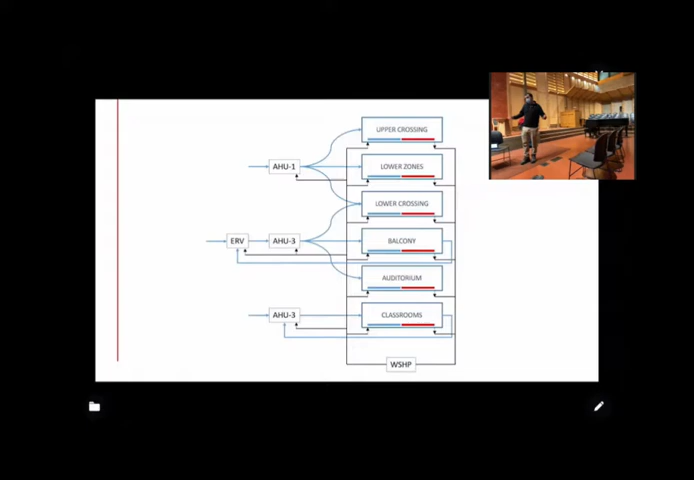 UPPER CROSSING
AHU-1
LOWER ZONES
LOWER CROSSING
ERV
AHU-3
BALCONY
AUDITORIUM
AHU-3
CLASSROOMS
WSHP